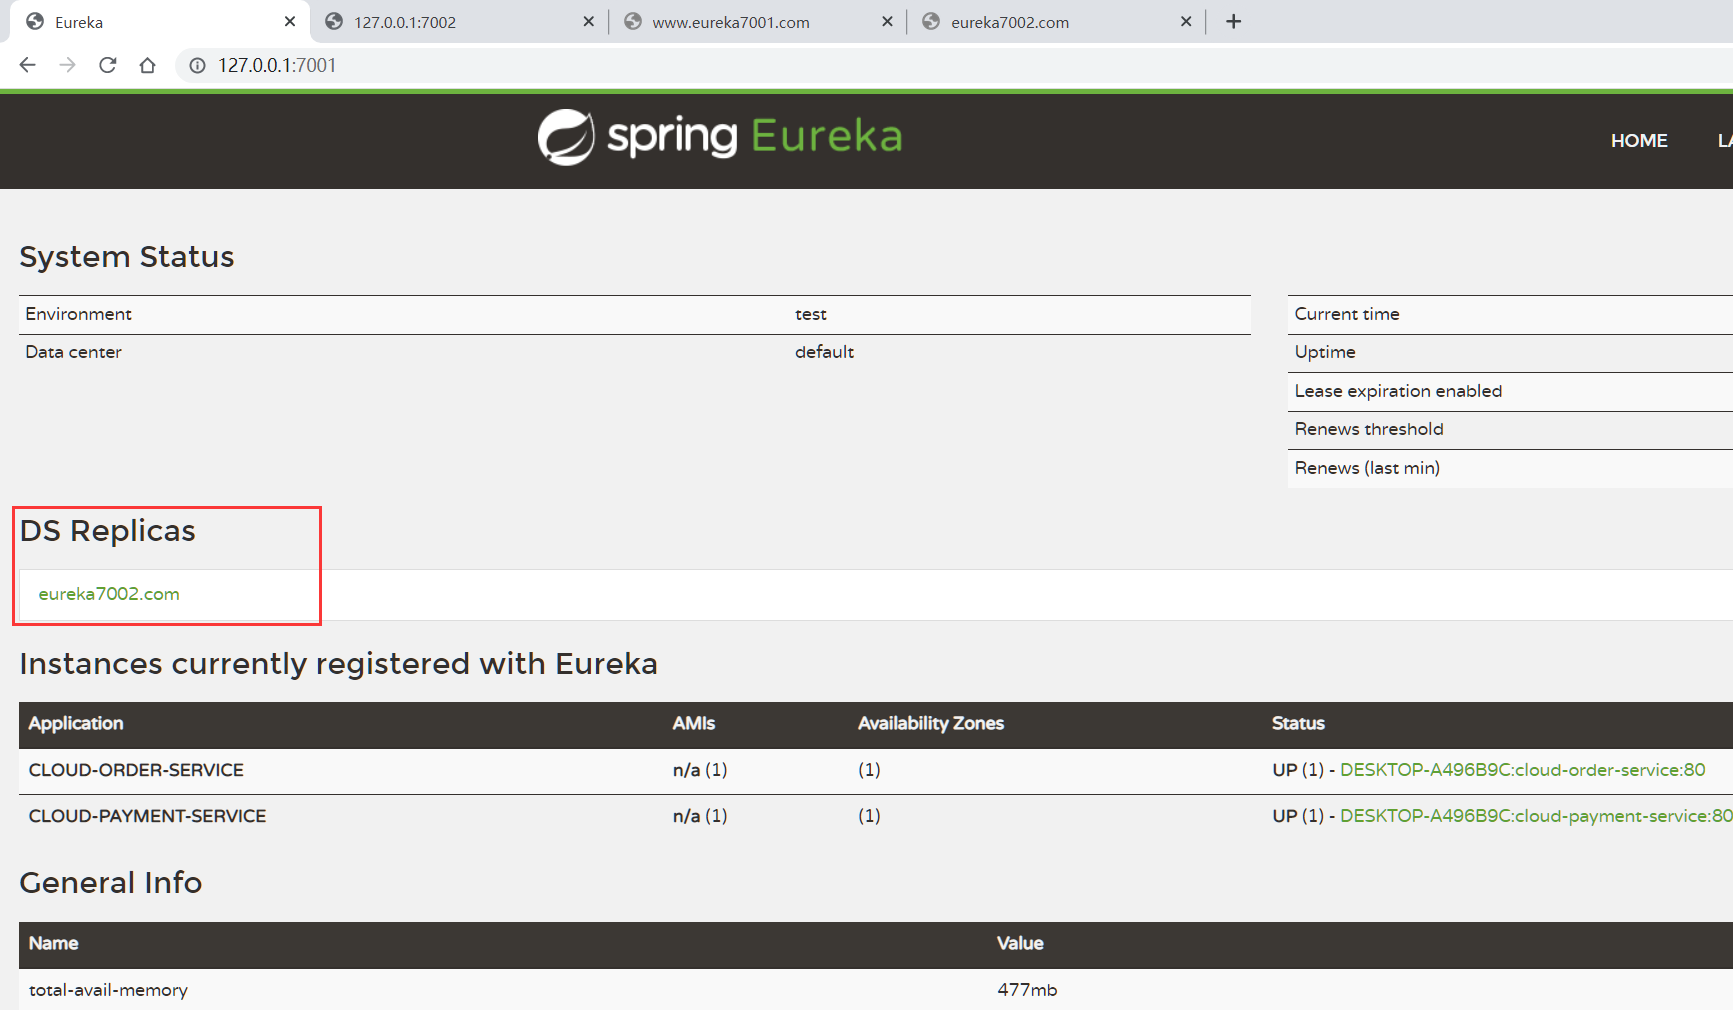 Eureka
127.0.0.1:7002
www.eureka7001.com
eureka7002.com
127.0.0.1:7001
spring Eureka
HOME LA
System Status
Environment test
Data center default
Current time
Uptime
Lease expiration enabled
Renews threshold
Renews (last min)
DS Replicas
eureka7002.com
Instances currently registered with Eureka
Application AMIs Availability Zones Status
CLOUD-ORDER-SERVICE n/a (1) (1) UP (1) - DESKTOP-A496B9C:cloud-order-service:80
CLOUD-PAYMENT-SERVICE n/a (1) (1) UP (1) - DESKTOP-A496B9C:cloud-payment-service:80
General Info
Name Value
total-avail-memory 477mb